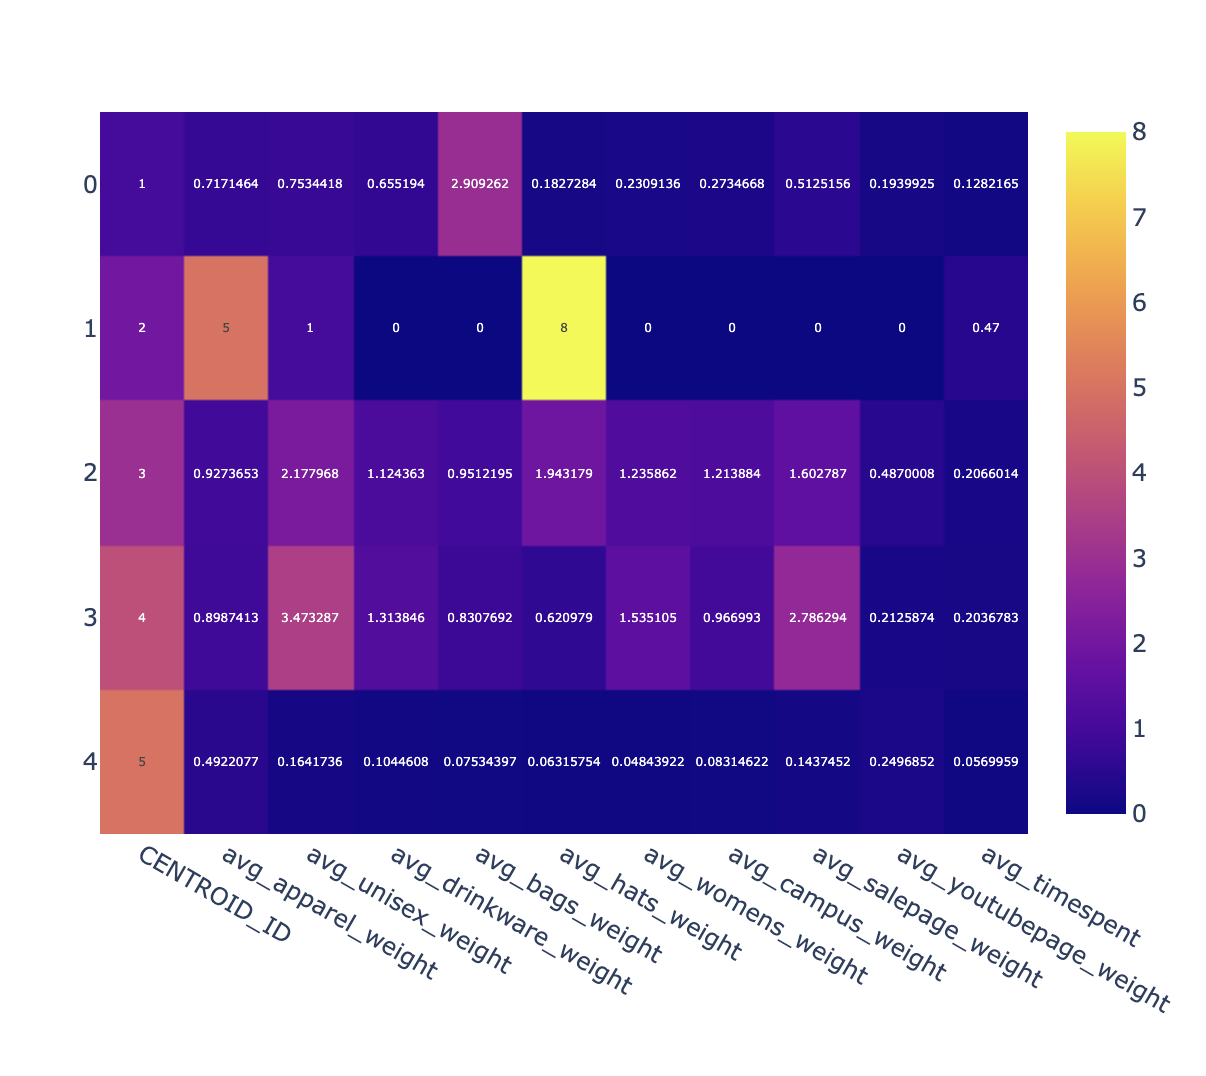 0 1 0.7171464 0.7534418 0.655194 2.909262 0.1827284 0.2309136 0.2734668 0.5125156 0.1939925 0.1282165
1 2 5 1 0 0 8 0 0 0 0 0.47
2 3 0.9273653 2.177968 1.124363 0.9512195 1.943179 1.235862 1.213884 1.602787 0.4870008 0.2066014
3 4 0.8987413 3.473287 1.313846 0.8307692 0.620979 1.535105 0.966993 2.786294 0.2125874 0.2036783
4 5 0.4922077 0.1641736 0.1044608 0.07534397 0.06315754 0.04843922 0.08314622 0.1437452 0.2496852 0.0569959
CENTROID_ID
avg_apparel_weight
avg_unisex_weight
avg_drinkware_weight
avg_bags_weight
avg_hats_weight
avg_womens_weight
avg_campus_weight
avg_salepage_weight
avg_youtubepage_weight
avg_timespent
8
7
6
5
4
3
2
1
0